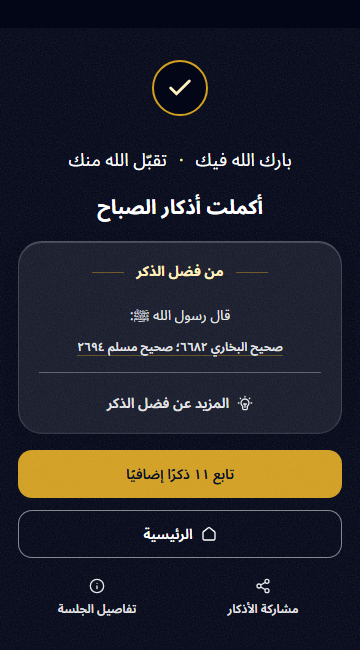 بارك الله فيك · تقبّل الله منك
أكملت أذكار الصباح
من فضل الذكر
قال رسول الله ﷺ:
صحيح البخاري ٦٦٨٢؛ صحيح مسلم ٢٦٩٤
المزيد عن فضل الذكر
تابع ١١ ذكرًا إضافيًا
الرئيسية
مشاركة الأذكار
تفاصيل الجلسة